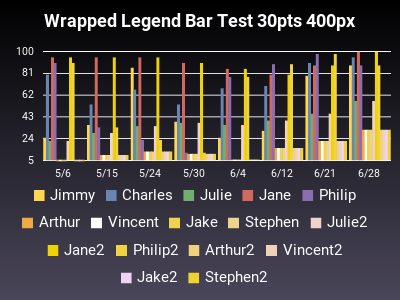 Wrapped Legend Bar Test 30pts 400px
100
81
62
43
24
5
5/6 5/15 5/24 5/30 6/4 6/12 6/21 6/28
Jimmy Charles Julie Jane Philip
Arthur Vincent Jake Stephen Julie2
Jane2 Philip2 Arthur2 Vincent2
Jake2 Stephen2